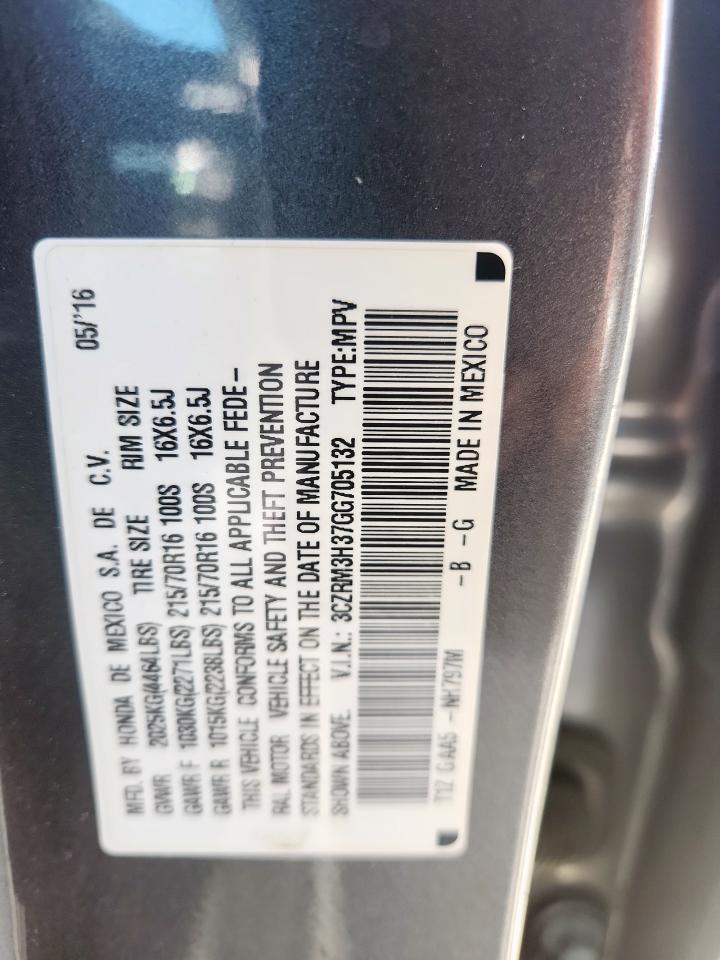 MFD. BY HONDA DE MEXICO S.A. DE C.V. 05/'16
GVWR 2025KG(4464LBS) TIRE SIZE RIM SIZE
GAWR F 1030KG(2271LBS) 215/70R16 100S 16X6.5J
GAWR R 1015KG(2238LBS) 215/70R16 100S 16X6.5J
THIS VEHICLE CONFORMS TO ALL APPLICABLE FEDE-
RAL MOTOR VEHICLE SAFETY AND THEFT PREVENTION
STANDARDS IN EFFECT ON THE DATE OF MANUFACTURE
SHOWN ABOVE. V.I.N.: 3CZRM3H37GG705132 TYPE:MPV
T1Z GAA5 -NH797M -B -G MADE IN MEXICO